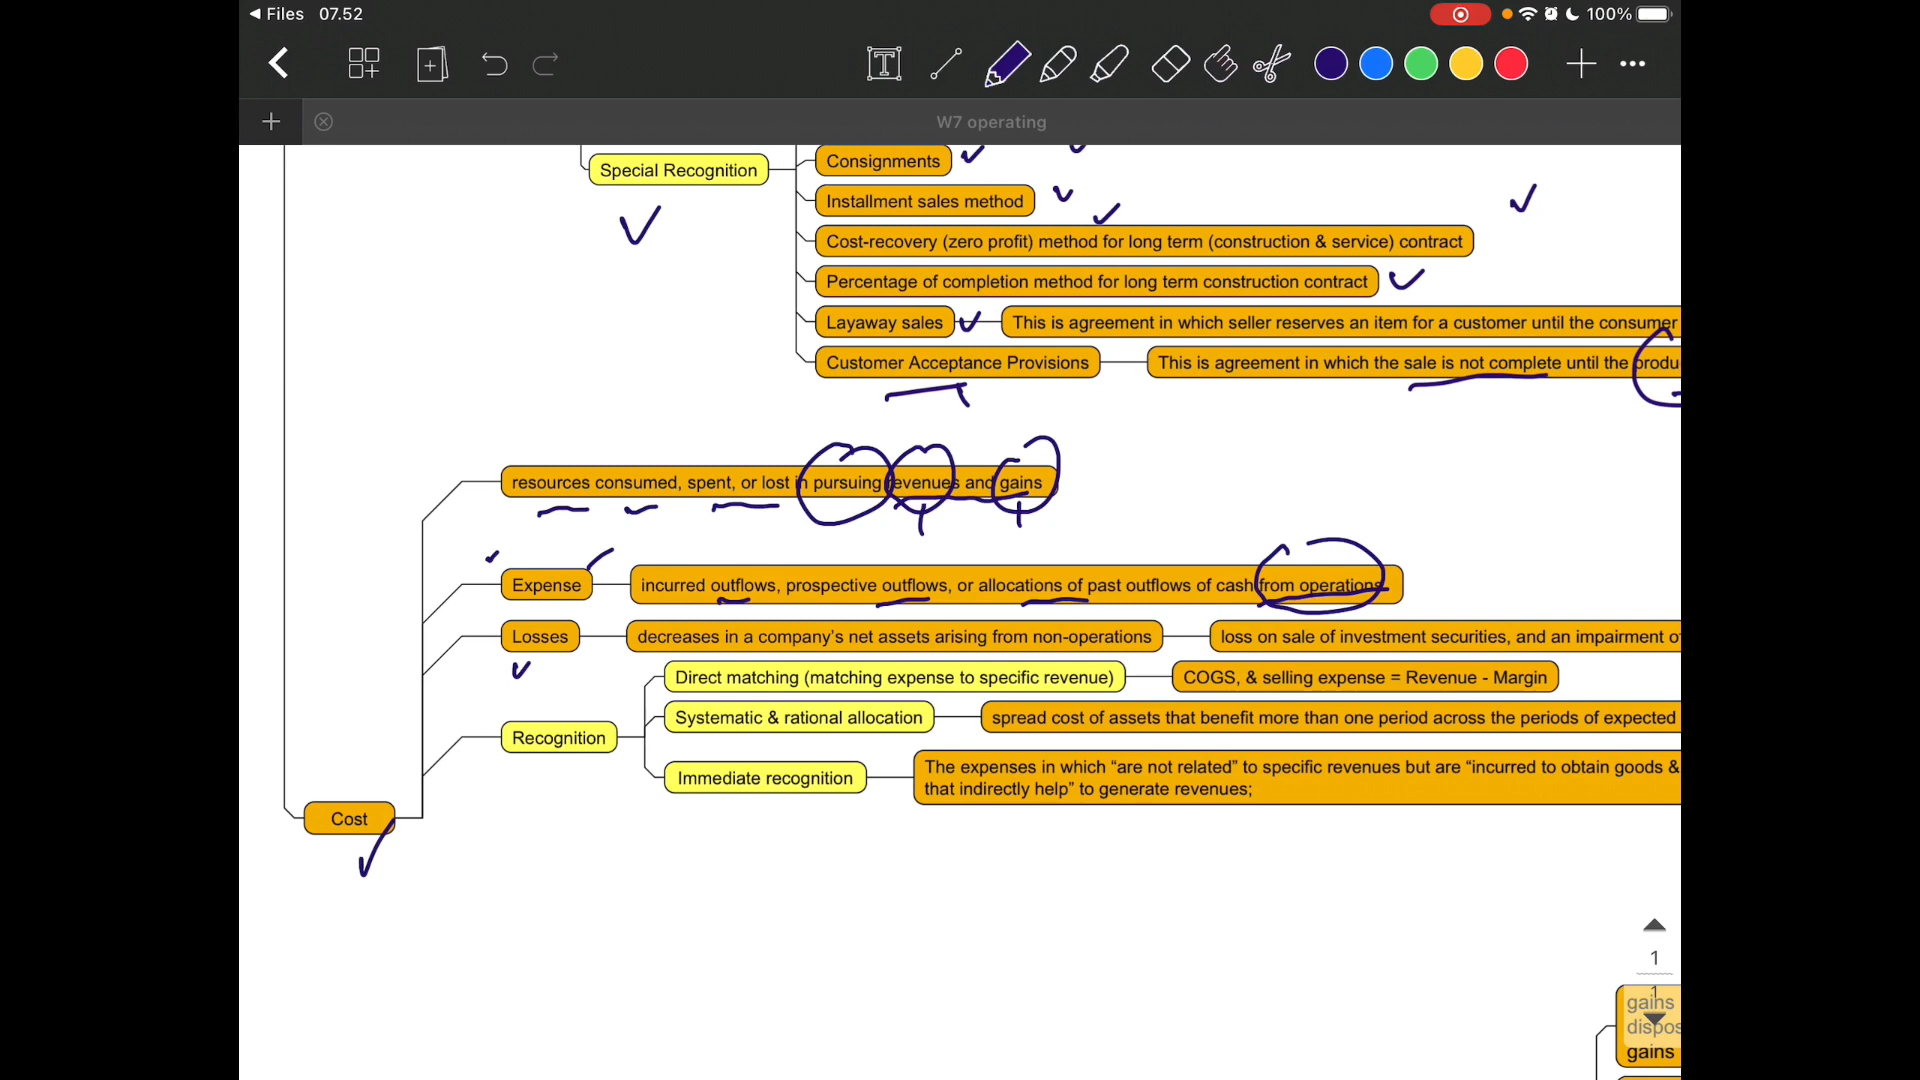 Files 07.52
100%
W7 operating
Special Recognition
Consignments
Installment sales method
Cost-recovery (zero profit) method for long term (construction & service) contract
Percentage of completion method for long term construction contract
Layaway sales
This is agreement in which seller reserves an item for a customer until the consumer
Customer Acceptance Provisions
This is agreement in which the sale is not complete until the produ
resources consumed, spent, or lost in pursuing revenues and gains
Expense
incurred outflows, prospective outflows, or allocations of past outflows of cash from operations
Losses
decreases in a company's net assets arising from non-operations
loss on sale of investment securities, and an impairment o
Recognition
Direct matching (matching expense to specific revenue)
COGS, & selling expense = Revenue - Margin
Systematic & rational allocation
spread cost of assets that benefit more than one period across the periods of expected
Immediate recognition
The expenses in which “are not related” to specific revenues but are “incurred to obtain goods &
that indirectly help” to generate revenues;
Cost
1
1
gains
dispos
gains